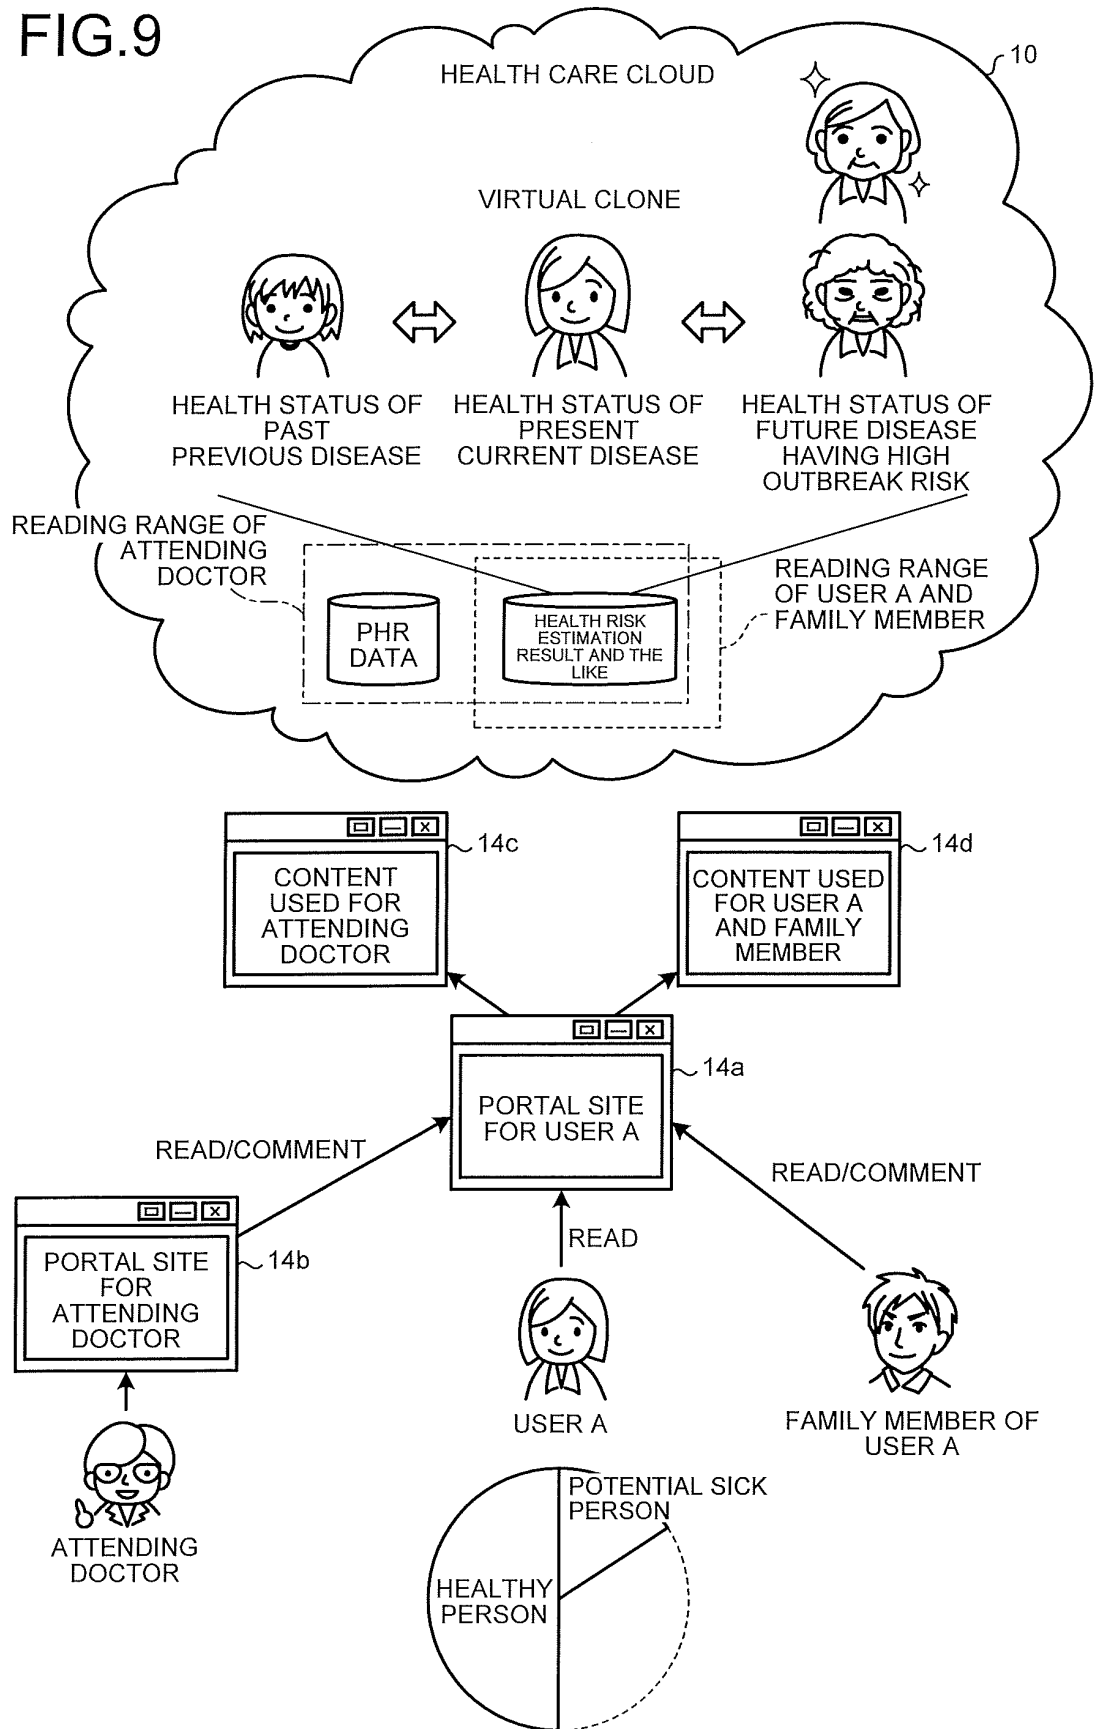 FIG.9
HEALTH CARE CLOUD
10
VIRTUAL CLONE
HEALTH STATUS OF
PAST
PREVIOUS DISEASE
HEALTH STATUS OF
PRESENT
CURRENT DISEASE
HEALTH STATUS OF
FUTURE DISEASE
HAVING HIGH
OUTBREAK RISK
READING RANGE OF
ATTENDING
DOCTOR
PHR
DATA
HEALTH RISK
ESTIMATION
RESULT AND THE
LIKE
READING RANGE
OF USER A AND
FAMILY MEMBER
14c
CONTENT
USED FOR
ATTENDING
DOCTOR
14d
CONTENT USED
FOR USER A
AND FAMILY
MEMBER
14a
PORTAL SITE
FOR USER A
READ/COMMENT
READ/COMMENT
READ
14b
PORTAL SITE
FOR
ATTENDING
DOCTOR
USER A
FAMILY MEMBER OF
USER A
ATTENDING
DOCTOR
POTENTIAL SICK
PERSON
HEALTHY
PERSON